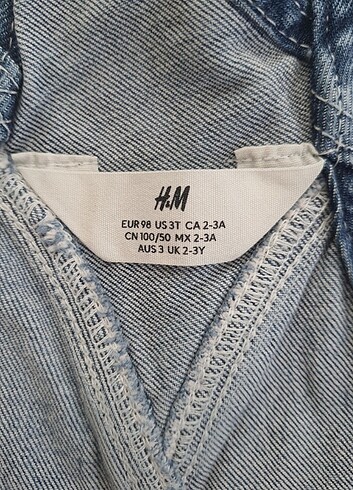 H&M
EUR 98 US 3T CA 2-3A
CN 100/50 MX 2-3A
AUS 3 UK 2-3Y